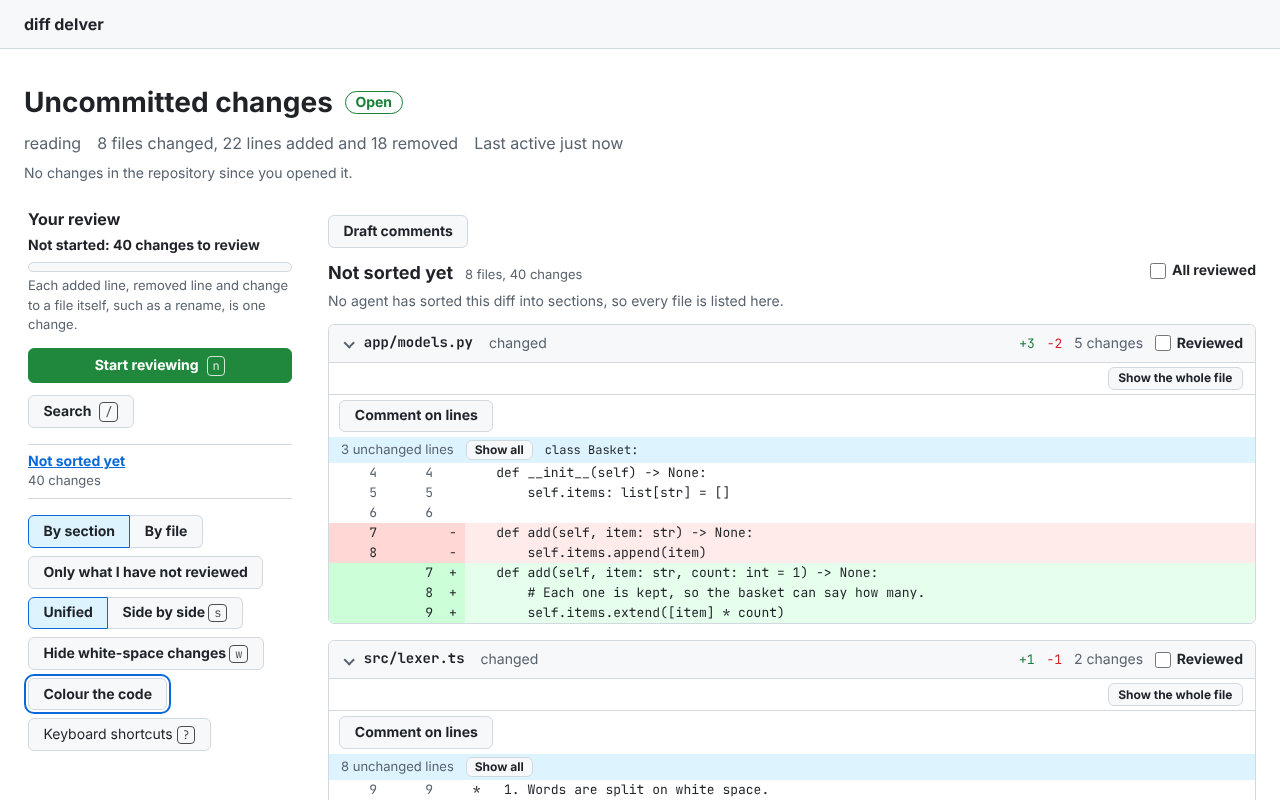 diff delver
Uncommitted changes Open
reading 8 files changed, 22 lines added and 18 removed Last active just now
No changes in the repository since you opened it.
Your review
Not started: 40 changes to review
Each added line, removed line and change
to a file itself, such as a rename, is one
change.
Start reviewing n
Search /
Not sorted yet
40 changes
By section By file
Only what I have not reviewed
Unified Side by side s
Hide white-space changes w
Colour the code
Keyboard shortcuts ?
Draft comments
Not sorted yet 8 files, 40 changes All reviewed
No agent has sorted this diff into sections, so every file is listed here.
app/models.py changed +3 -2 5 changes Reviewed
Show the whole file
Comment on lines
3 unchanged lines Show all class Basket:
4 4 def __init__(self) -> None:
5 5 self.items: list[str] = []
6 6
7 - def add(self, item: str) -> None:
8 - self.items.append(item)
7 + def add(self, item: str, count: int = 1) -> None:
8 + # Each one is kept, so the basket can say how many.
9 + self.items.extend([item] * count)
src/lexer.ts changed +1 -1 2 changes Reviewed
Show the whole file
Comment on lines
8 unchanged lines Show all
9 9 * 1. Words are split on white space.